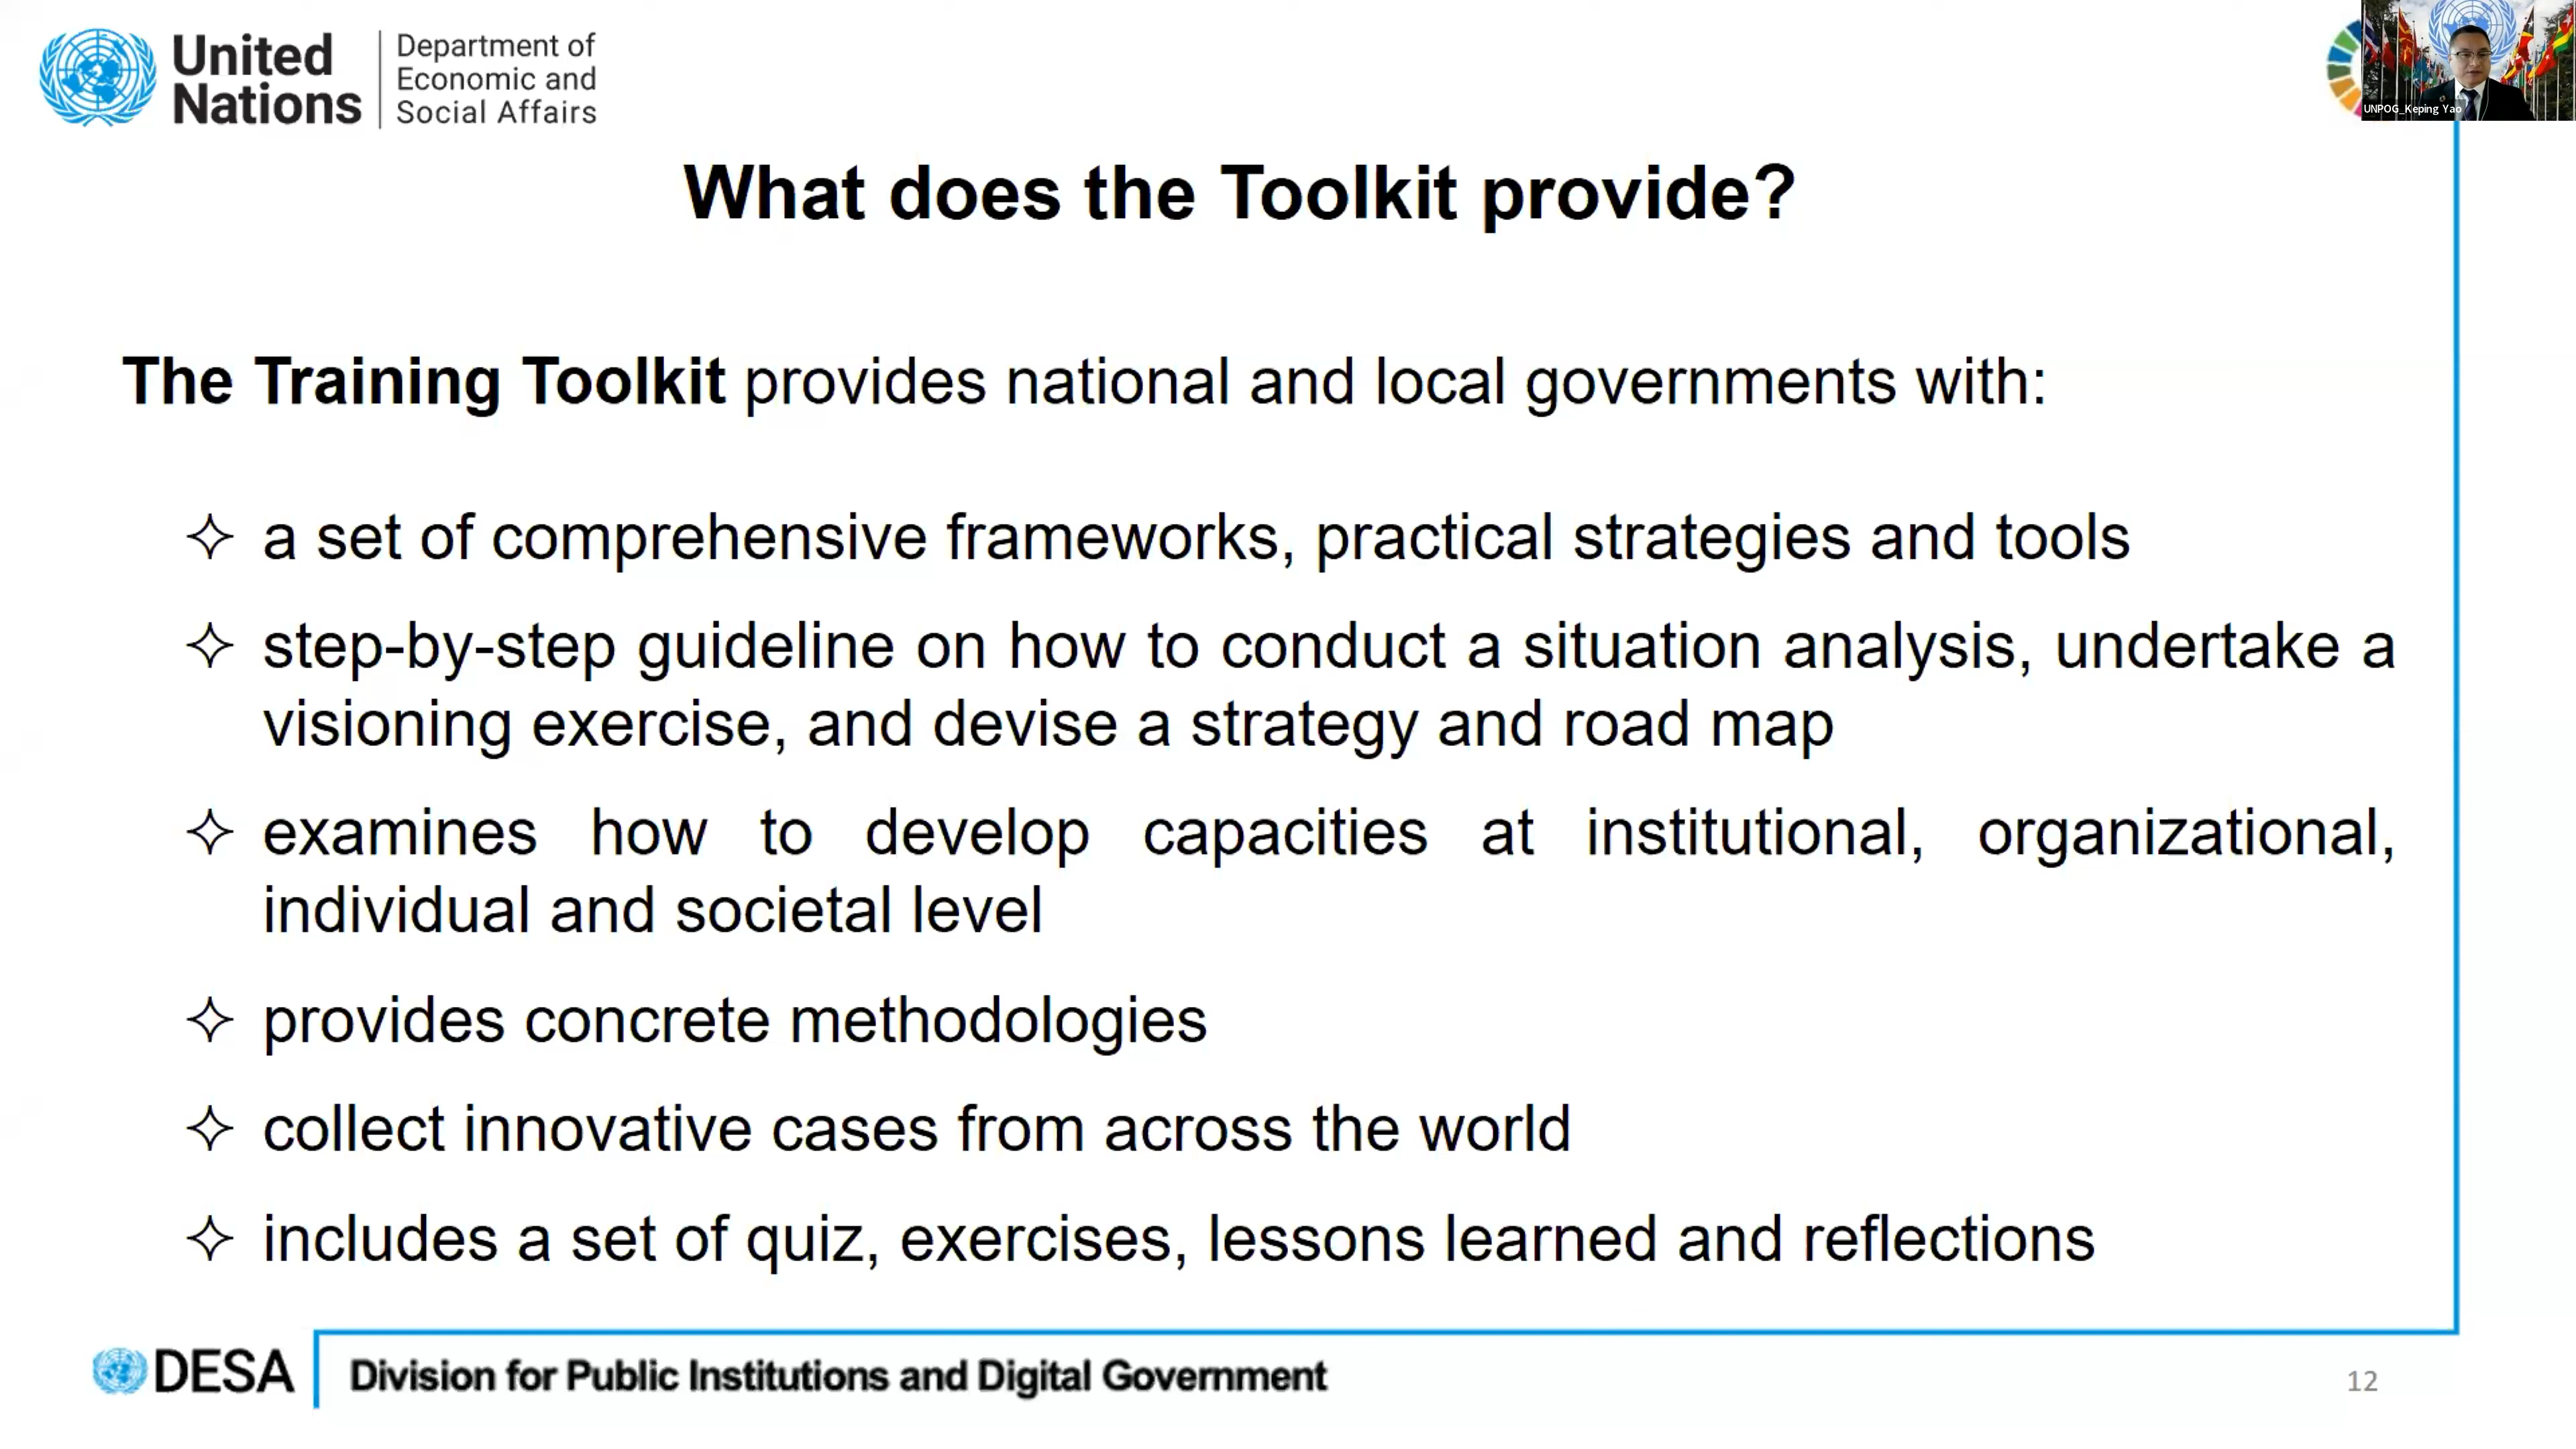 United
Nations
Department of
Economic and
Social Affairs
UNPOG_Keping Yao
What does the Toolkit provide?
The Training Toolkit provides national and local governments with:
✧ a set of comprehensive frameworks, practical strategies and tools
✧ step-by-step guideline on how to conduct a situation analysis, undertake a
visioning exercise, and devise a strategy and road map
✧ examines how to develop capacities at institutional, organizational,
individual and societal level
✧ provides concrete methodologies
✧ collect innovative cases from across the world
✧ includes a set of quiz, exercises, lessons learned and reflections
DESA
Division for Public Institutions and Digital Government
12